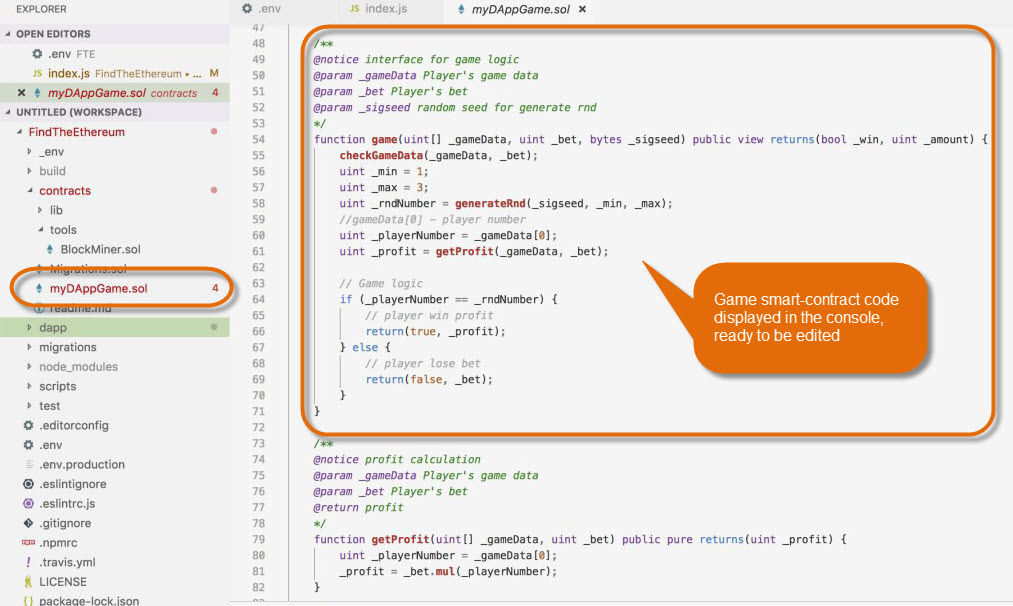 EXPLORER
OPEN EDITORS
.env FTE
JS index.js FindTheEthereum • ... M
myDAppGame.sol contracts 4
UNTITLED (WORKSPACE)
FindTheEthereum
_env
build
contracts
lib
tools
BlockMiner.sol
Migrations.sol
myDAppGame.sol 4
readme.md
dapp
migrations
node_modules
scripts
test
.editorconfig
.env
.env.production
.eslintignore
.eslintrc.js
.gitignore
npm .npmrc
! .travis.yml
LICENSE
{} package-lock.json
.env JS index.js myDAppGame.sol ×
47
48 /**
49 @notice interface for game logic
50 @param _gameData Player's game data
51 @param _bet Player's bet
52 @param _sigseed random seed for generate rnd
53 */
54 function game(uint[] _gameData, uint _bet, bytes _sigseed) public view returns(bool _win, uint _amount) {
55 checkGameData(_gameData, _bet);
56 uint _min = 1;
57 uint _max = 3;
58 uint _rndNumber = generateRnd(_sigseed, _min, _max);
59 //gameData[0] – player number
60 uint _playerNumber = _gameData[0];
61 uint _profit = getProfit(_gameData, _bet);
62
63 // Game logic
64 if (_playerNumber == _rndNumber) {
65 // player win profit
66 return(true, _profit);
67 } else {
68 // player lose bet
69 return(false, _bet);
70 }
71 }
72
73 /**
74 @notice profit calculation
75 @param _gameData Player's game data
76 @param _bet Player's bet
77 @return profit
78 */
79 function getProfit(uint[] _gameData, uint _bet) public pure returns(uint _profit) {
80 uint _playerNumber = _gameData[0];
81 _profit = _bet.mul(_playerNumber);
82 }
Game smart-contract code
displayed in the console,
ready to be edited